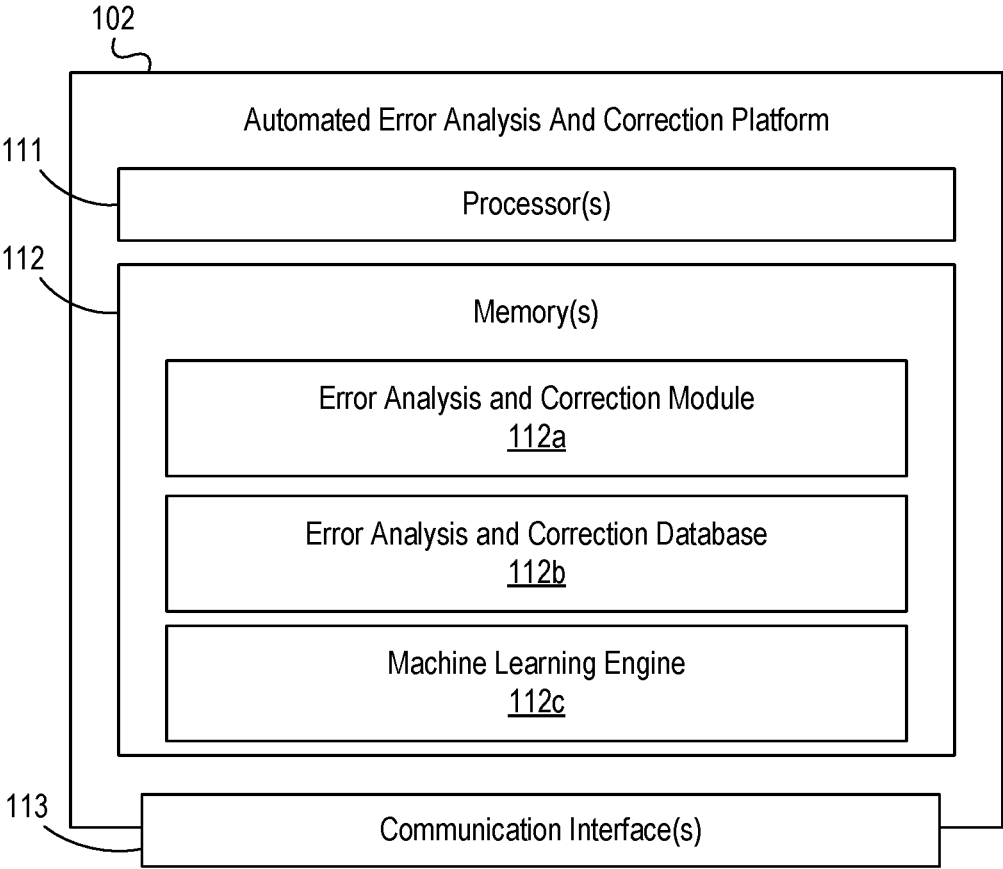 102
Automated Error Analysis And Correction Platform
111
Processor(s)
112
Memory(s)
Error Analysis and Correction Module
112a
Error Analysis and Correction Database
112b
Machine Learning Engine
112c
113
Communication Interface(s)